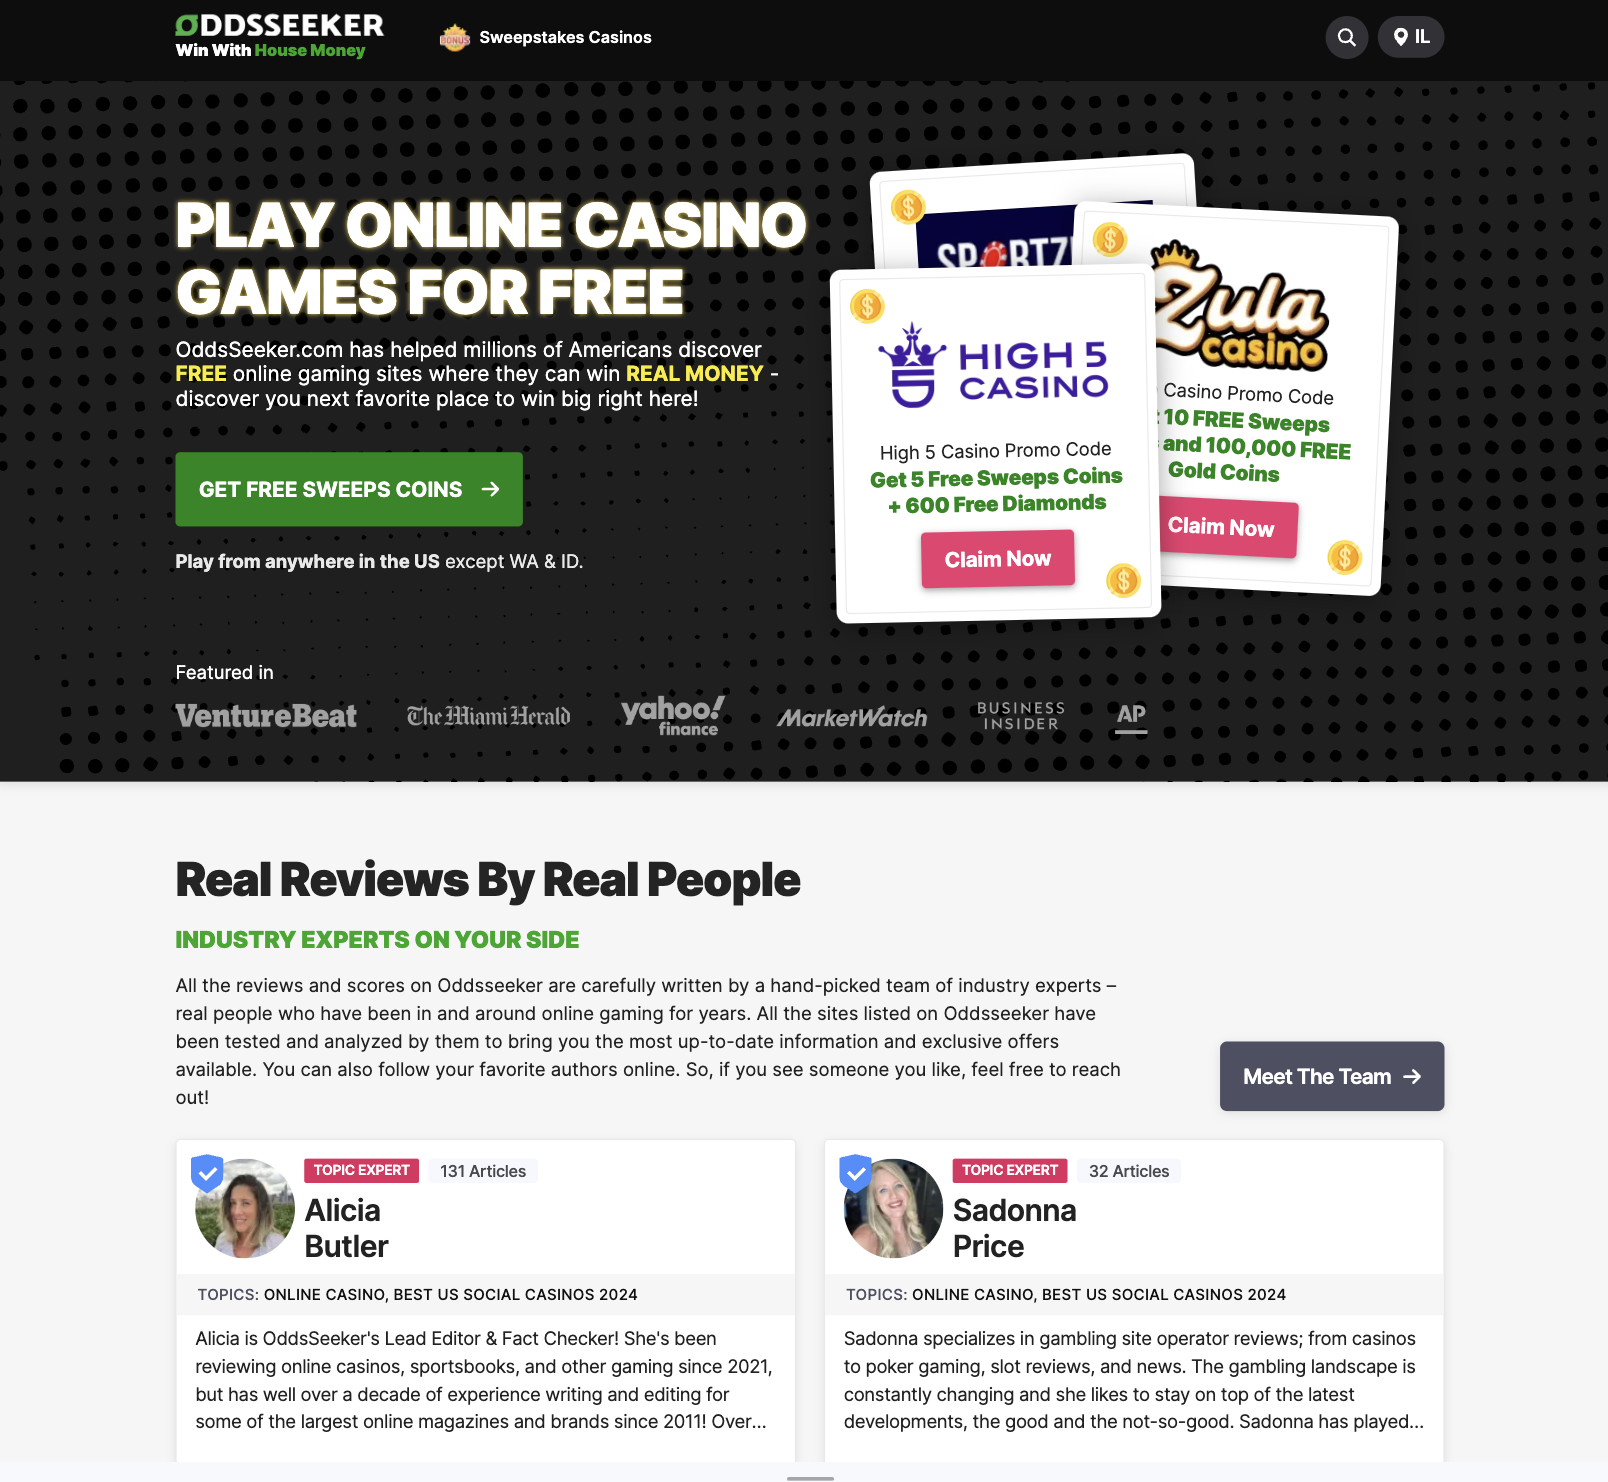 ODDSSEEKER
Win With House Money
BONUS
Sweepstakes Casinos
IL
PLAY ONLINE CASINO
GAMES FOR FREE
OddsSeeker.com has helped millions of Americans discover
FREE online gaming sites where they can win REAL MONEY -
discover you next favorite place to win big right here!
GET FREE SWEEPS COINS
Play from anywhere in the US except WA & ID.
$
SPORTZ
$
HIGH 5
CASINO
High 5 Casino Promo Code
Get 5 Free Sweeps Coins
+ 600 Free Diamonds
Claim Now
$
$
Zula
casino
Casino Promo Code
10 FREE Sweeps
and 100,000 FREE
Gold Coins
Claim Now
$
Featured in
VentureBeat
The Miami Herald
yahoo!
finance
MarketWatch
BUSINESS
INSIDER
AP
Real Reviews By Real People
INDUSTRY EXPERTS ON YOUR SIDE
All the reviews and scores on Oddsseeker are carefully written by a hand-picked team of industry experts –
real people who have been in and around online gaming for years. All the sites listed on Oddsseeker have
been tested and analyzed by them to bring you the most up-to-date information and exclusive offers
available. You can also follow your favorite authors online. So, if you see someone you like, feel free to reach
out!
Meet The Team
TOPIC EXPERT 131 Articles
Alicia
Butler
TOPICS: ONLINE CASINO, BEST US SOCIAL CASINOS 2024
Alicia is OddsSeeker's Lead Editor & Fact Checker! She's been
reviewing online casinos, sportsbooks, and other gaming since 2021,
but has well over a decade of experience writing and editing for
some of the largest online magazines and brands since 2011! Over...
TOPIC EXPERT 32 Articles
Sadonna
Price
TOPICS: ONLINE CASINO, BEST US SOCIAL CASINOS 2024
Sadonna specializes in gambling site operator reviews; from casinos
to poker gaming, slot reviews, and news. The gambling landscape is
constantly changing and she likes to stay on top of the latest
developments, the good and the not-so-good. Sadonna has played...